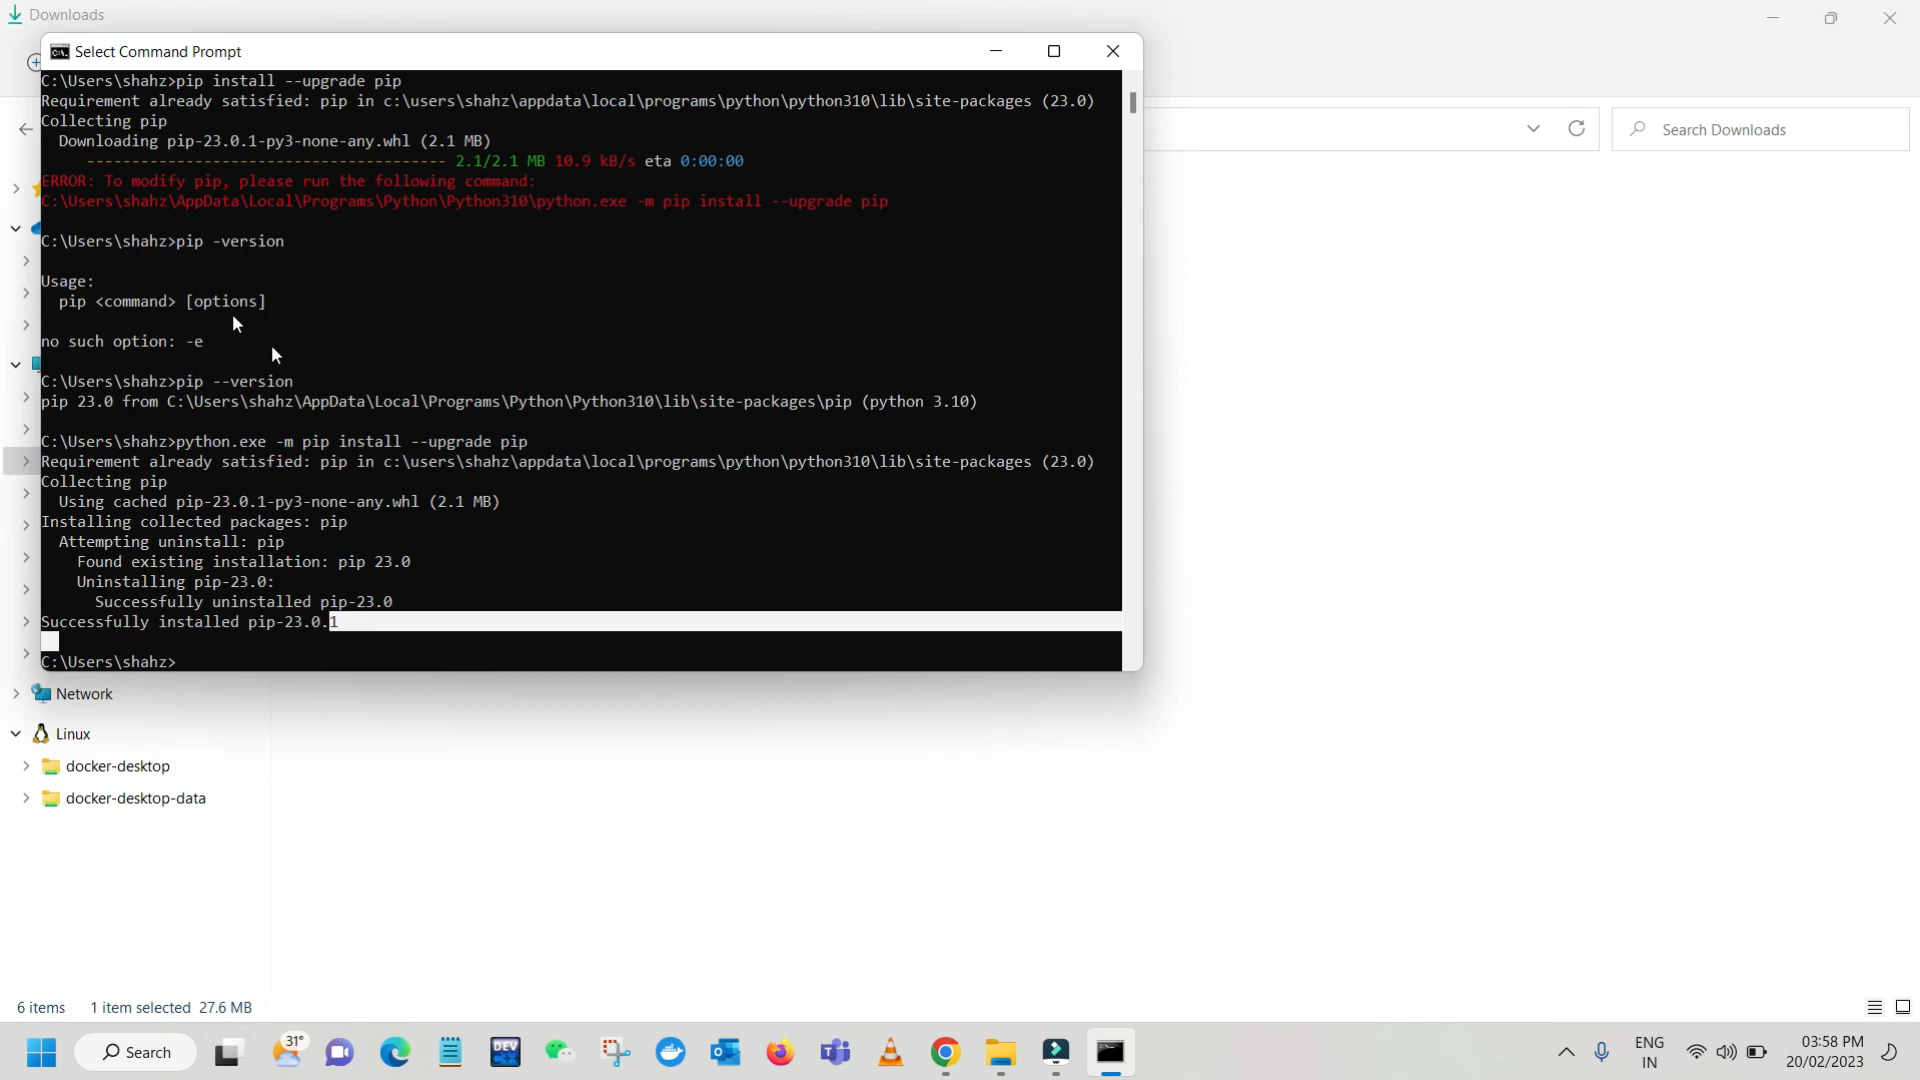 Downloads
Select Command Prompt
C:\Users\shahz>pip install --upgrade pip
Requirement already satisfied: pip in c:\users\shahz\appdata\local\programs\python\python310\lib\site-packages (23.0)
Collecting pip
Downloading pip-23.0.1-py3-none-any.whl (2.1 MB)
---------------------------------------- 2.1/2.1 MB 10.9 kB/s eta 0:00:00
ERROR: To modify pip, please run the following command:
C:\Users\shahz\AppData\Local\Programs\Python\Python310\python.exe -m pip install --upgrade pip
C:\Users\shahz>pip -version
Usage:
pip <command> [options]
no such option: -e
C:\Users\shahz>pip --version
pip 23.0 from C:\Users\shahz\AppData\Local\Programs\Python\Python310\lib\site-packages\pip (python 3.10)
C:\Users\shahz>python.exe -m pip install --upgrade pip
Requirement already satisfied: pip in c:\users\shahz\appdata\local\programs\python\python310\lib\site-packages (23.0)
Collecting pip
Using cached pip-23.0.1-py3-none-any.whl (2.1 MB)
Installing collected packages: pip
Attempting uninstall: pip
Found existing installation: pip 23.0
Uninstalling pip-23.0:
Successfully uninstalled pip-23.0
Successfully installed pip-23.0.1
C:\Users\shahz>
Search Downloads
Network
Linux
docker-desktop
docker-desktop-data
6 items 1 item selected 27.6 MB
Search
31°
DEV
C++
ENG
IN
03:58 PM
20/02/2023